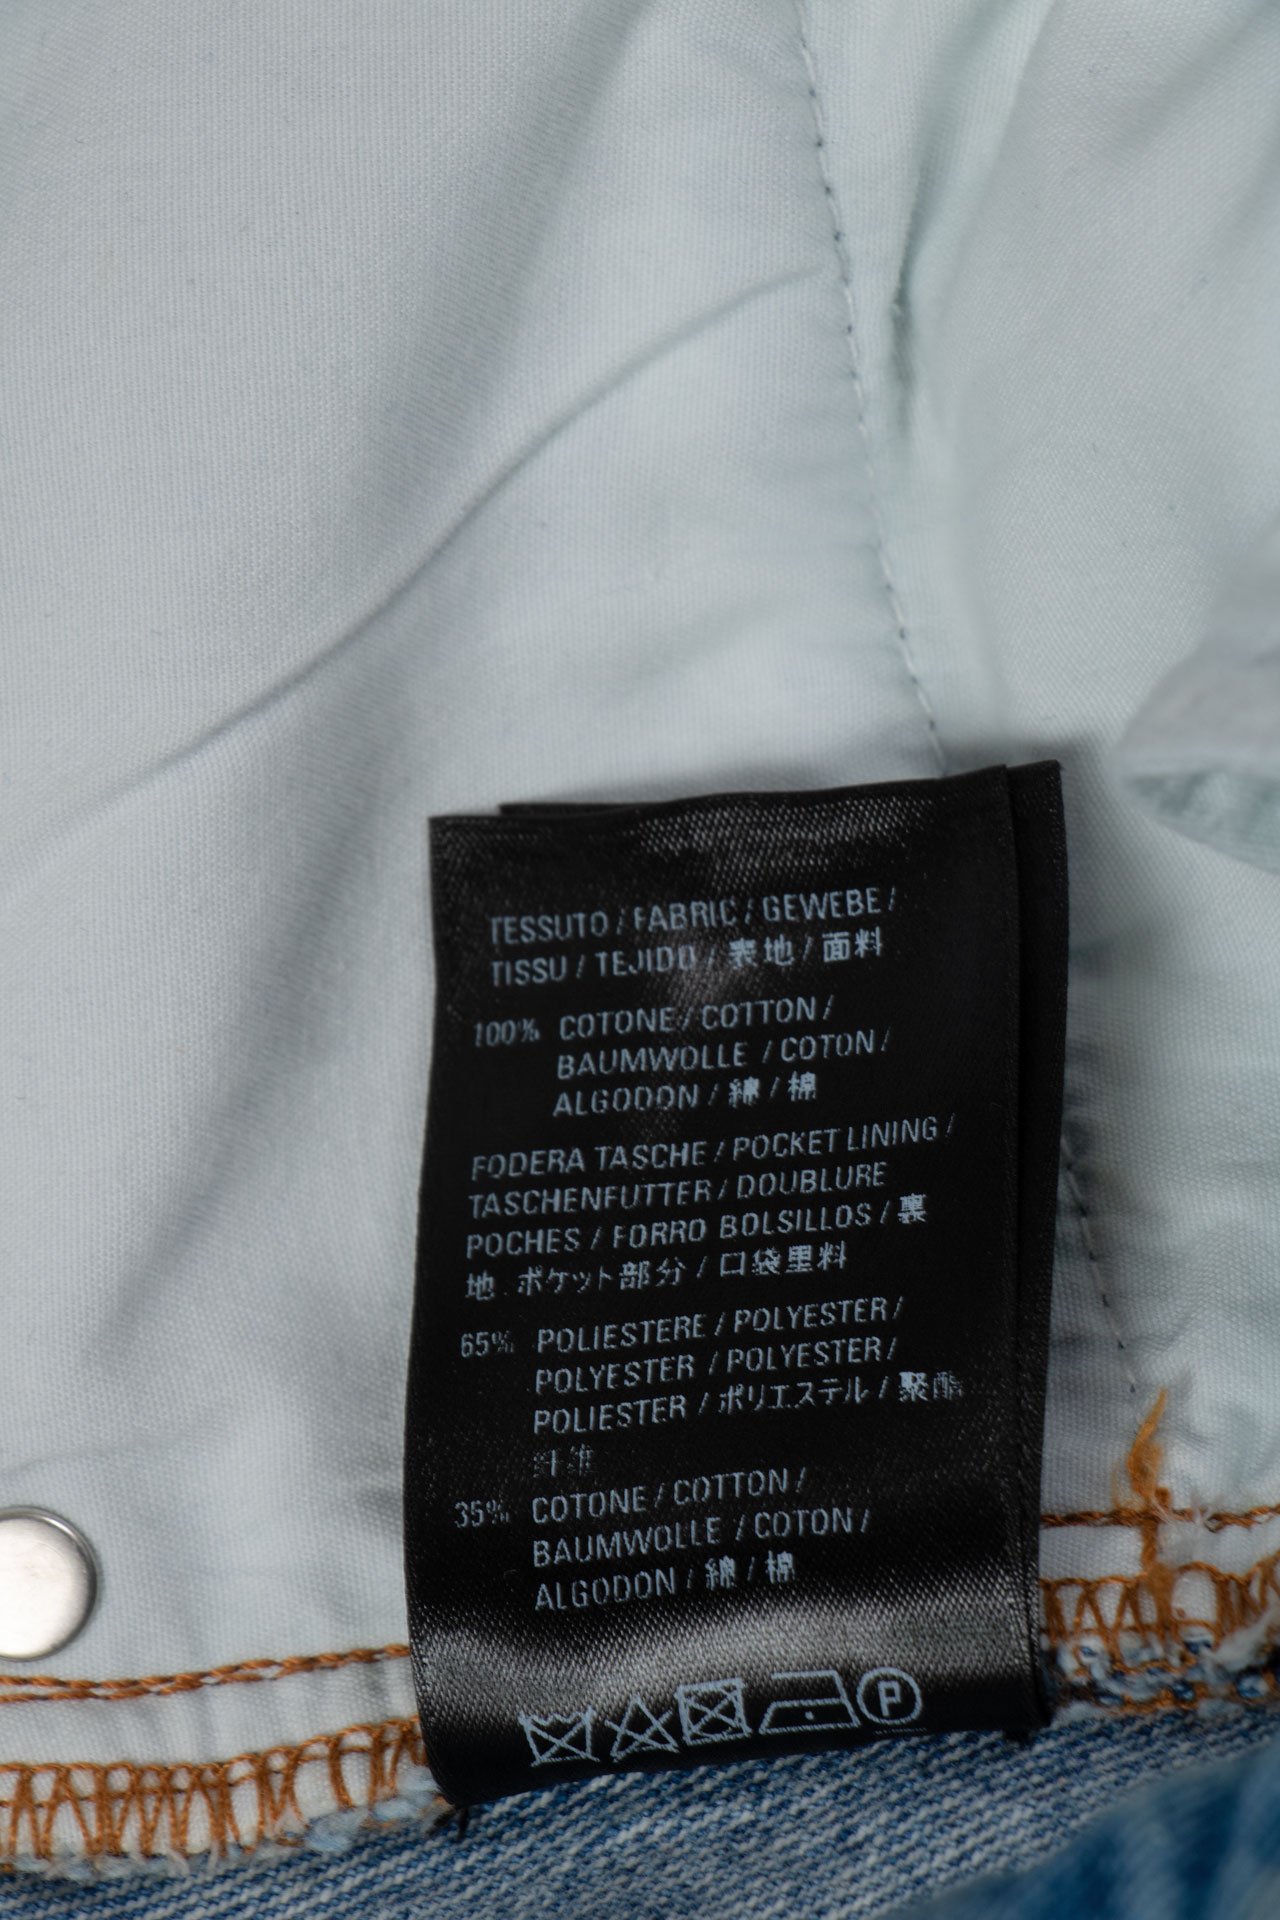 TESSUTO / FABRIC / GEWEBE /
TISSU / TEJIDO / 表地 / 面料
100% COTONE / COTTON /
BAUMWOLLE / COTON /
ALGODON / 綿 / 棉
FODERA TASCHE / POCKET LINING /
TASCHENFUTTER / DOUBLURE
POCHES / FORRO BOLSILLOS / 裏
地. ポケット部分 / 口袋里料
65% POLIESTERE / POLYESTER /
POLYESTER / POLYESTER /
POLIESTER / ポリエステル / 聚酯
纤维
35% COTONE / COTTON /
BAUMWOLLE / COTON /
ALGODON / 綿 / 棉
P